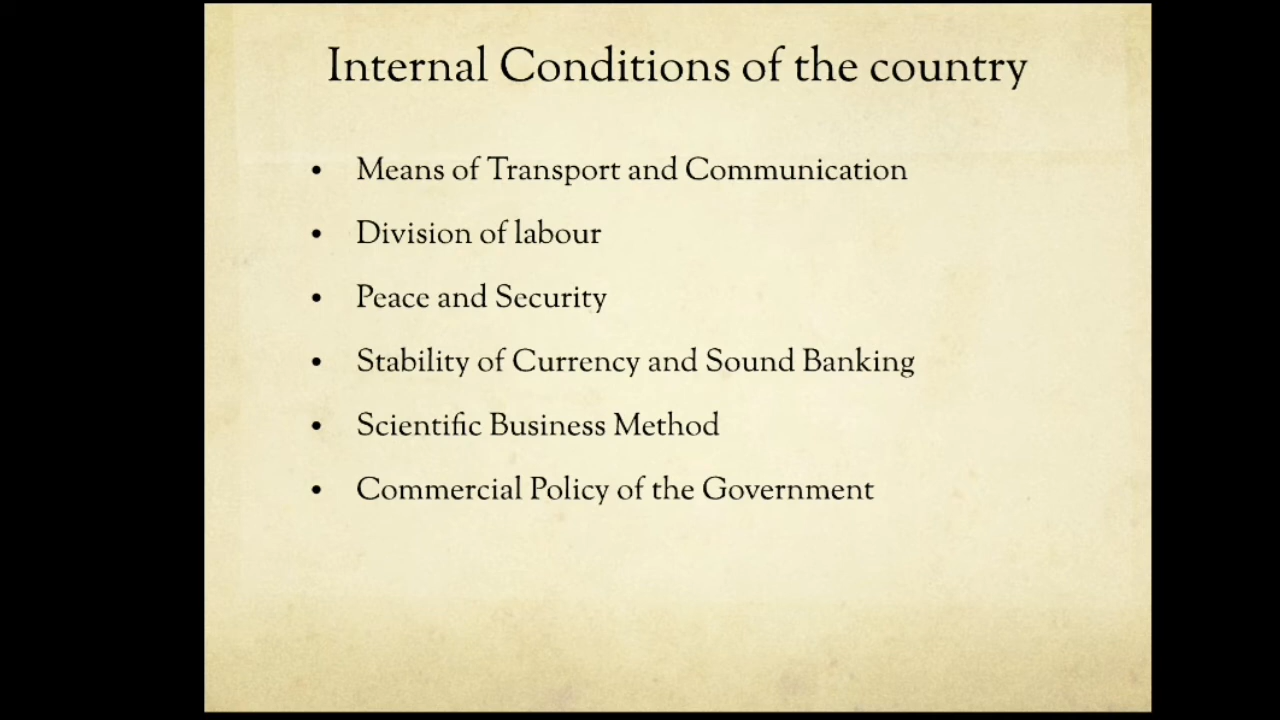 Internal Conditions of the country
• Means of Transport and Communication
• Division of labour
• Peace and Security
• Stability of Currency and Sound Banking
• Scientific Business Method
• Commercial Policy of the Government